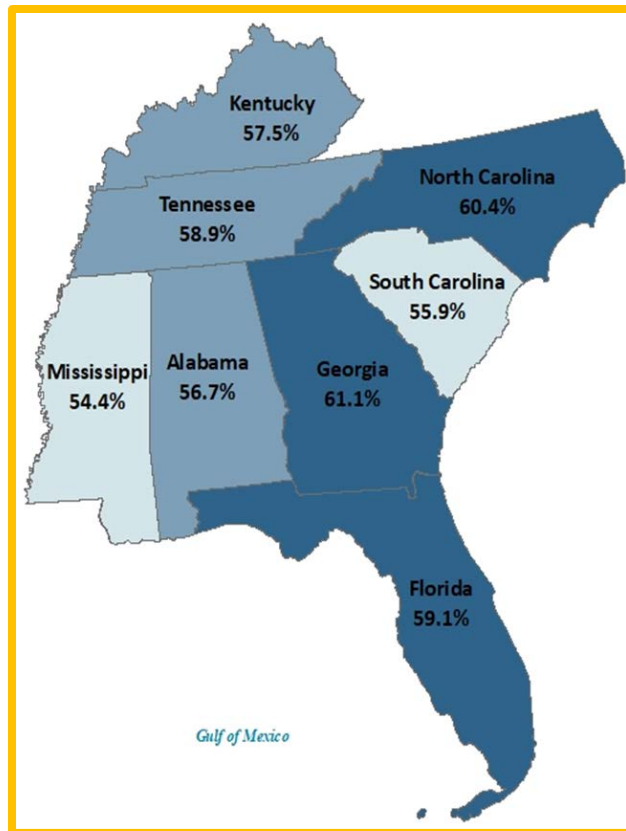 Kentucky
57.5%
North Carolina
60.4%
Tennessee
58.9%
South Carolina
55.9%
Mississippi
54.4%
Alabama
56.7%
Georgia
61.1%
Florida
59.1%
Gulf of Mexico